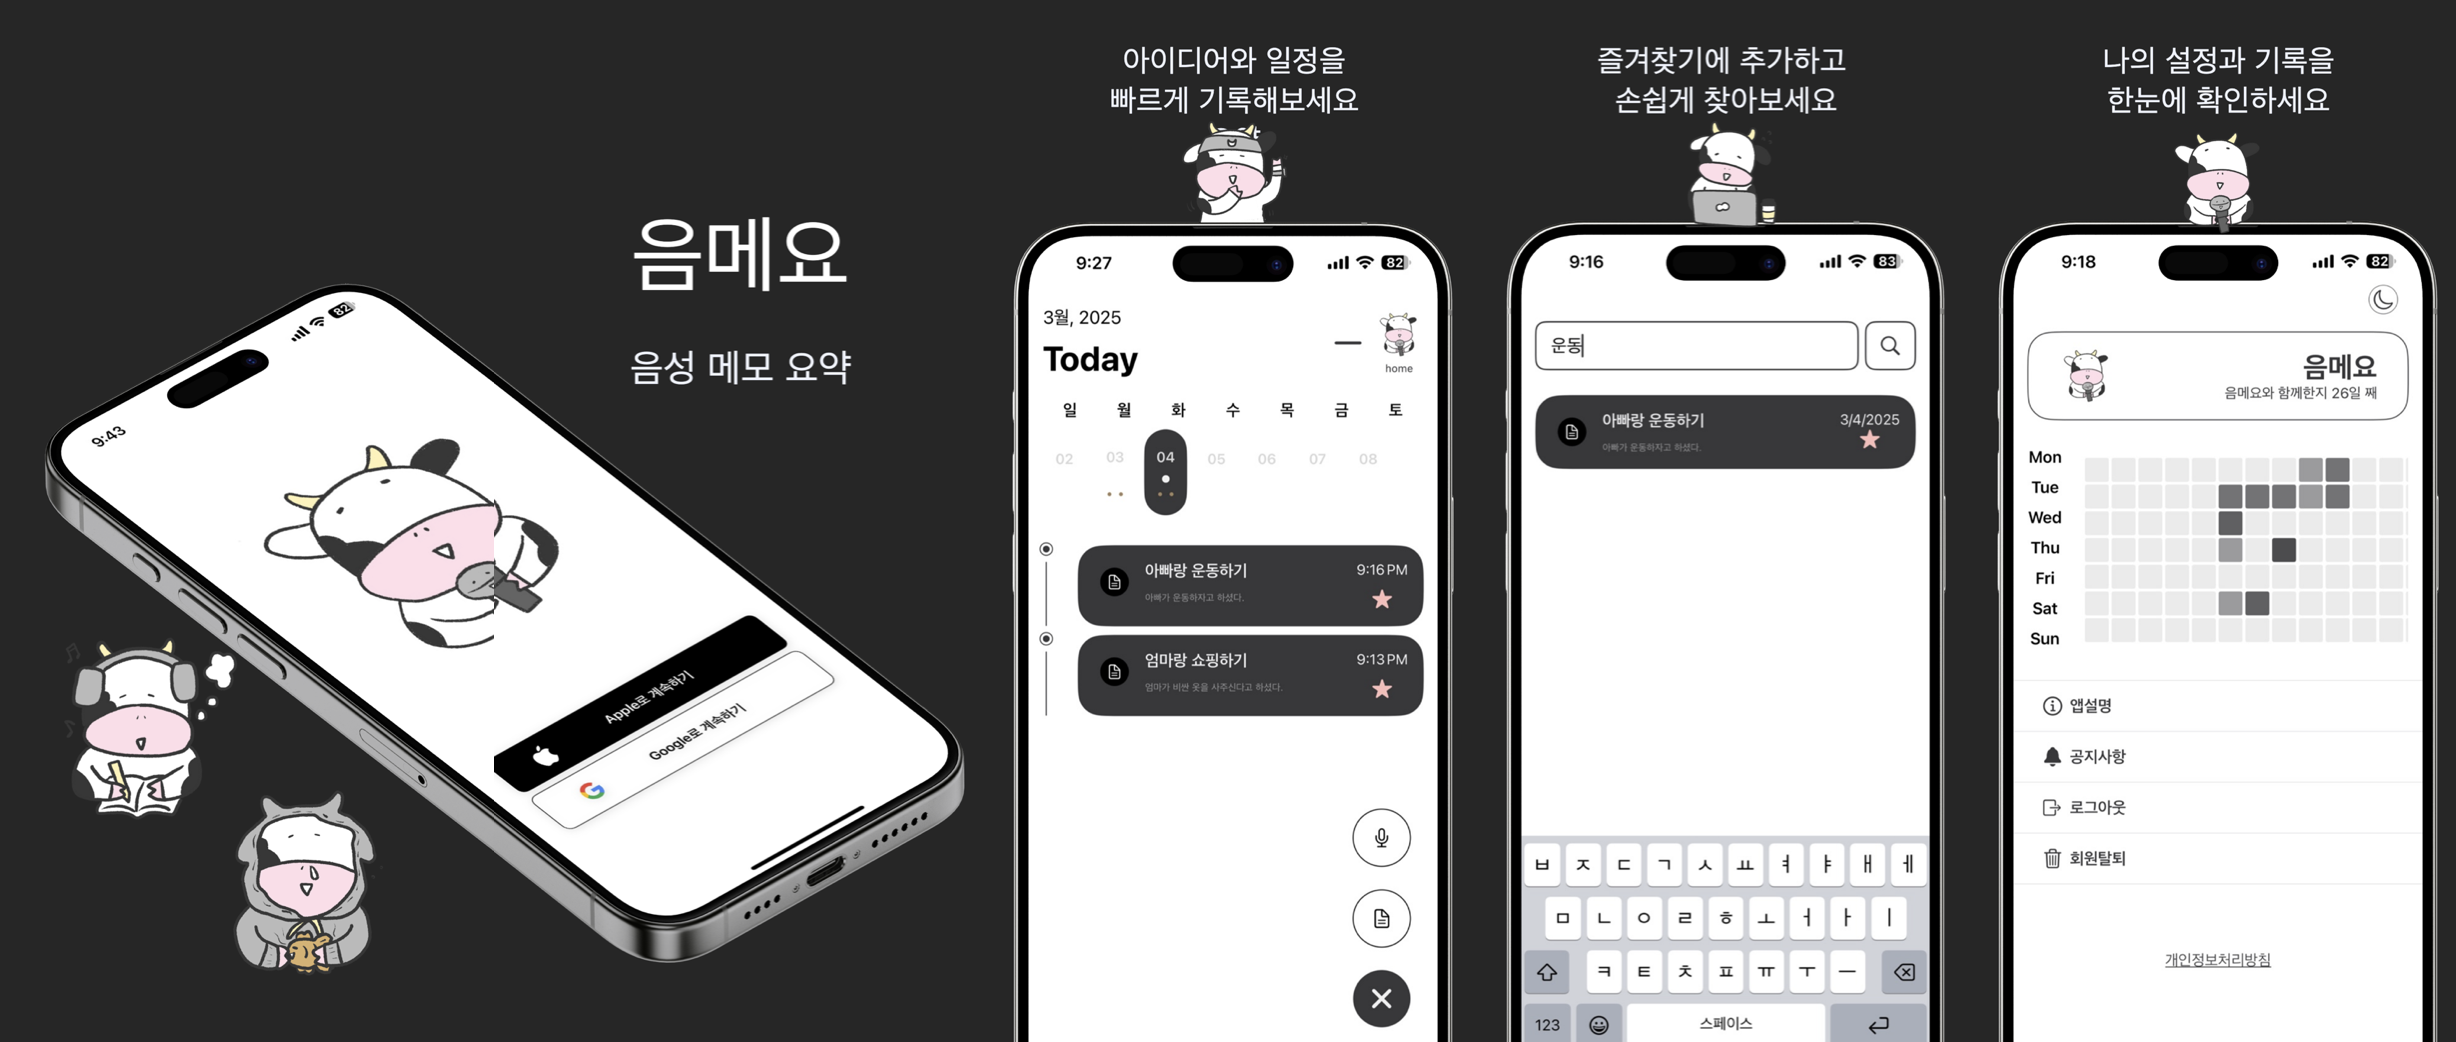 음메요
음성 메모 요약
9:43
82
Apple로 계속하기
Google로 계속하기
아이디어와 일정을
빠르게 기록해보세요
9:27
82
3월, 2025
Today
home
일 월 화 수 목 금 토
02 03 04 05 06 07 08
아빠랑 운동하기
9:16 PM
아빠가 운동하자고 하셨다.
엄마랑 쇼핑하기
9:13 PM
엄마가 비싼 옷을 사주신다고 하셨다.
즐겨찾기에 추가하고
손쉽게 찾아보세요
9:16
83
운동
아빠랑 운동하기
3/4/2025
아빠가 운동하자고 하셨다.
ㅂ ㅈ ㄷ ㄱ ㅅ ㅛ ㅕ ㅑ ㅐ ㅔ
ㅁ ㄴ ㅇ ㄹ ㅎ ㅗ ㅓ ㅏ ㅣ
ㅋ ㅌ ㅊ ㅍ ㅠ ㅜ ㅡ
123 스페이스
나의 설정과 기록을
한눈에 확인하세요
9:18
82
음메요
음메요와 함께한지 26일 째
Mon
Tue
Wed
Thu
Fri
Sat
Sun
앱설명
공지사항
로그아웃
회원탈퇴
개인정보처리방침